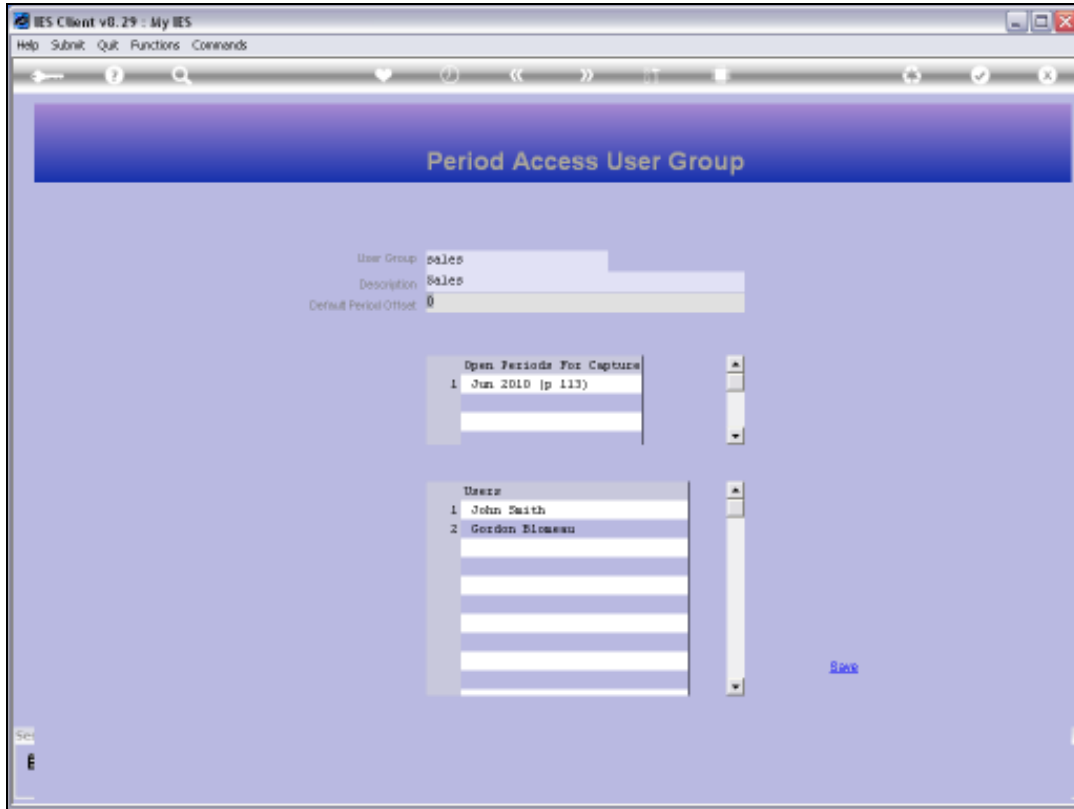 IES Client v8.29 : My IES
Help Submit Quit Functions Commands
Period Access User Group
User Group sales
Description Sales
Default Period Offset 0
Open Periods For Capture
1 Jun 2010 (p 113)
Users
1 John Smith
2 Gordon Blomeau
Save
Ses